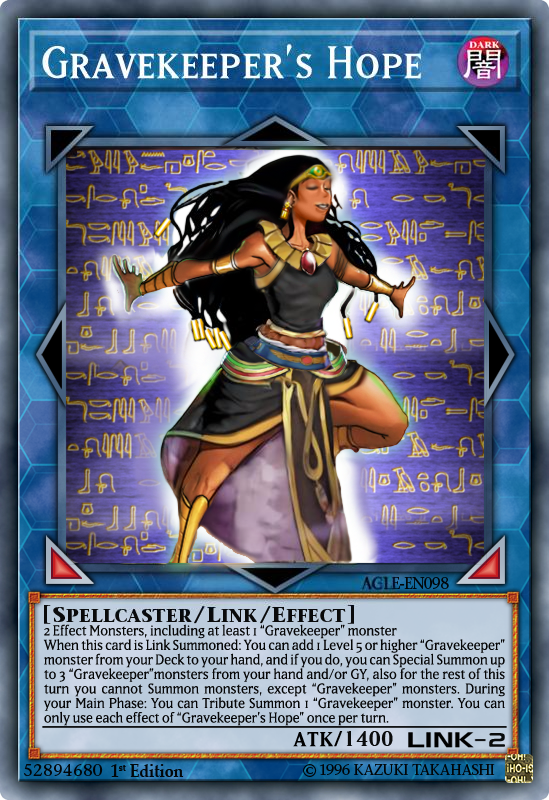 Gravekeeper's Hope
DARK
闇
AGLE-EN098
[Spellcaster/Link/Effect]
2 Effect Monsters, including at least 1 “Gravekeeper” monster
When this card is Link Summoned: You can add 1 Level 5 or higher “Gravekeeper”
monster from your Deck to your hand, and if you do, you can Special Summon up
to 3 “Gravekeeper”monsters from your hand and/or GY, also for the rest of this
turn you cannot Summon monsters, except “Gravekeeper” monsters. During
your Main Phase: You can Tribute Summon 1 “Gravekeeper” monster. You can
only use each effect of “Gravekeeper's Hope” once per turn.
ATK/1400 LINK-2
52894680 1st Edition © 1996 KAZUKI TAKAHASHI